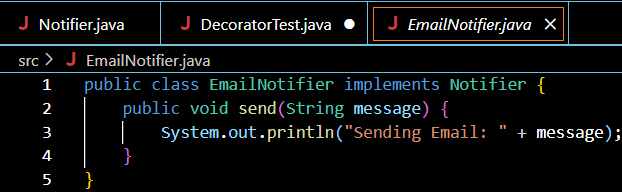 J Notifier.java J DecoratorTest.java ● J EmailNotifier.java ×
src > J EmailNotifier.java
1 public class EmailNotifier implements Notifier {
2     public void send(String message) {
3         System.out.println("Sending Email: " + message);
4     }
5 }